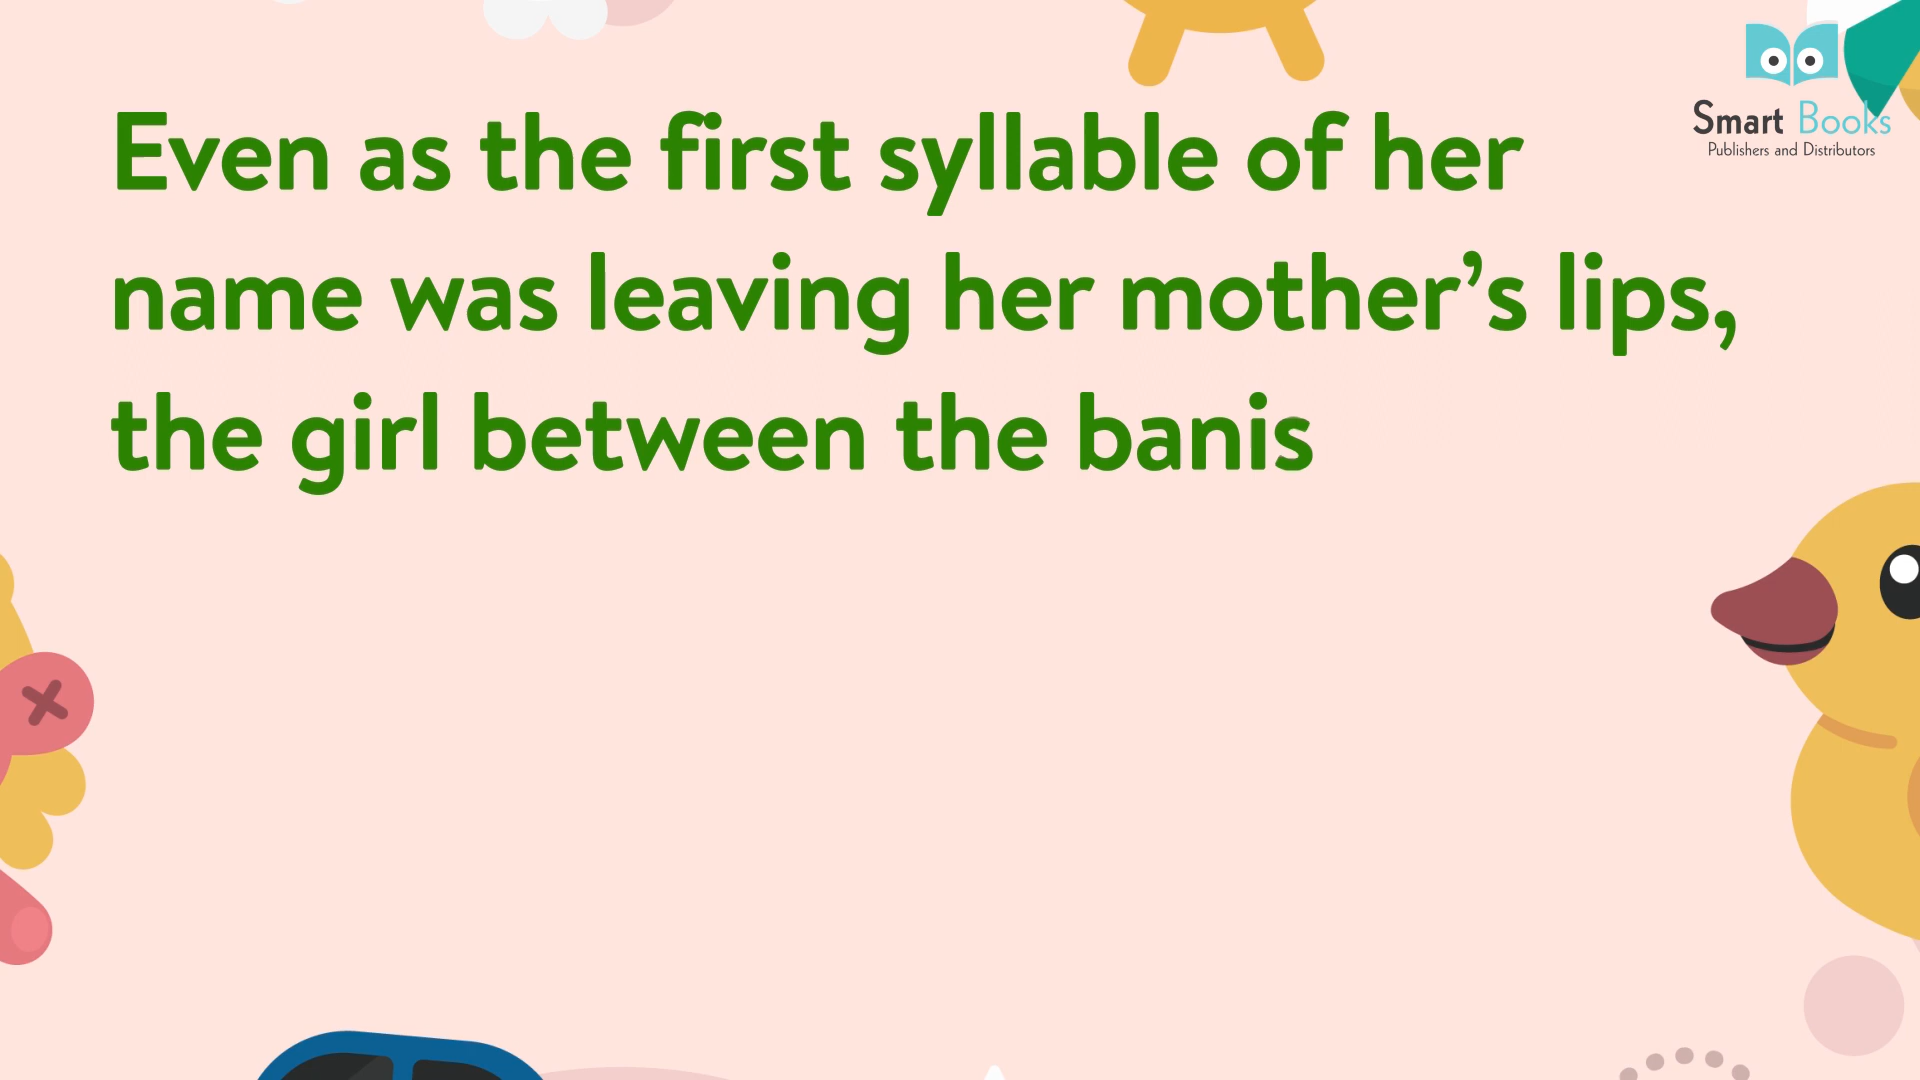 Even as the first syllable of her
name was leaving her mother’s lips,
the girl between the banis
Smart Books
Publishers and Distributors